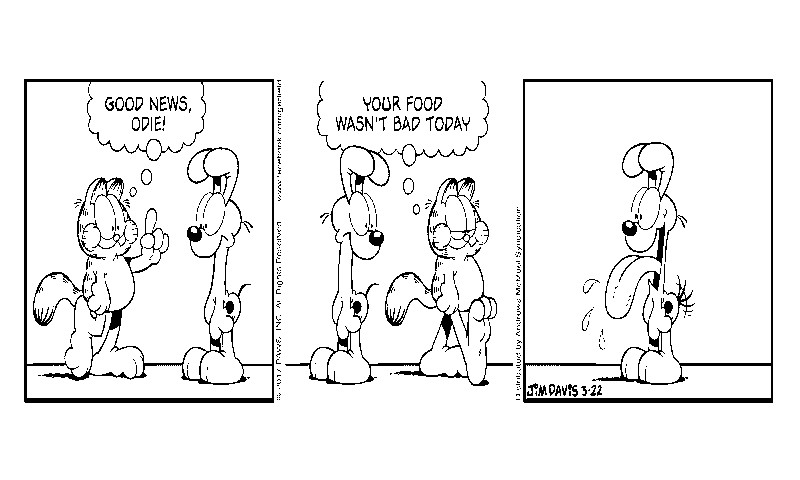 GOOD NEWS,
ODIE!
YOUR FOOD
WASN'T BAD TODAY
JIM DAVIS 3-22